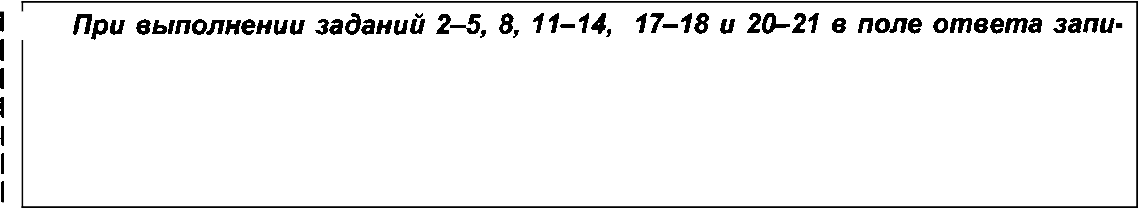 При выполнении заданий 2–5, 8, 11–14, 17–18 и 20–21 в поле ответа запи-